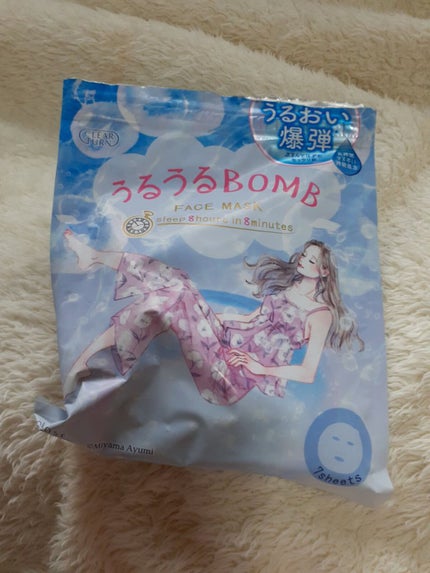 CLEAR
TURN
うるおい
爆弾
うるうるBOMB
FACE MASK
sleep 8hours in 8minutes
Miyama Ayumi
7sheets